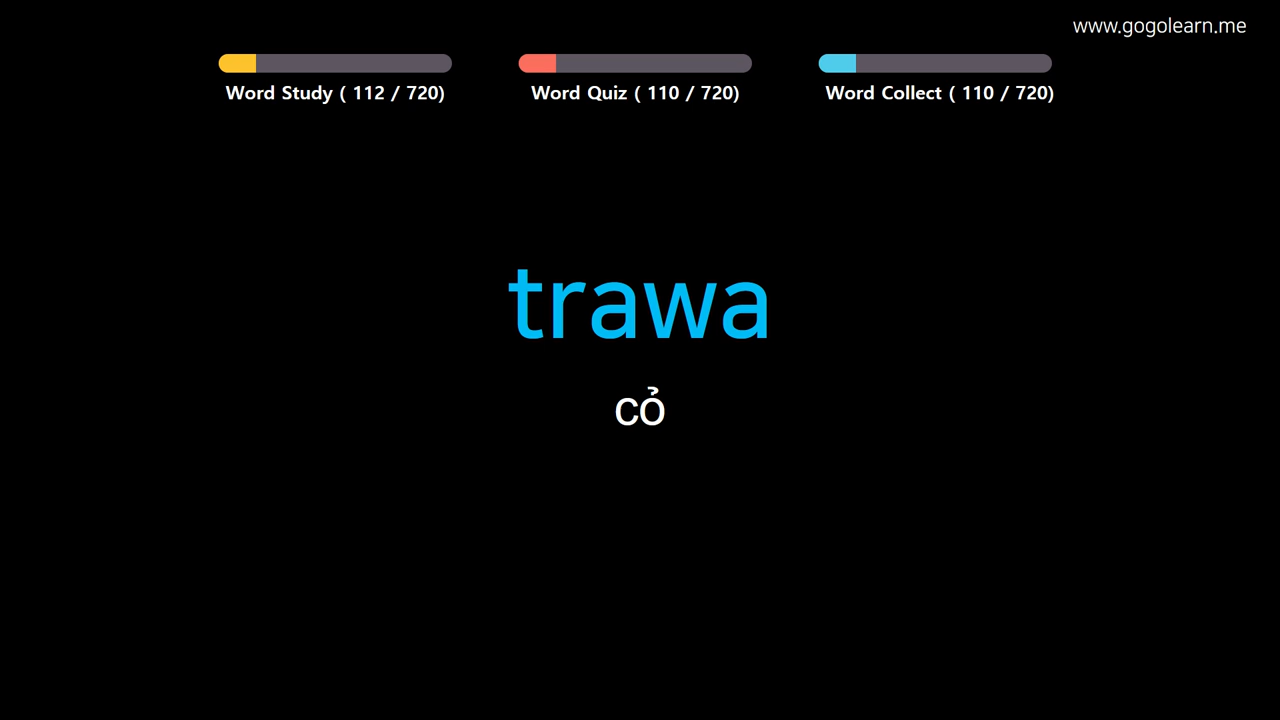 www.gogolearn.me
Word Study ( 112 / 720)
Word Quiz ( 110 / 720)
Word Collect ( 110 / 720)
trawa
cỏ